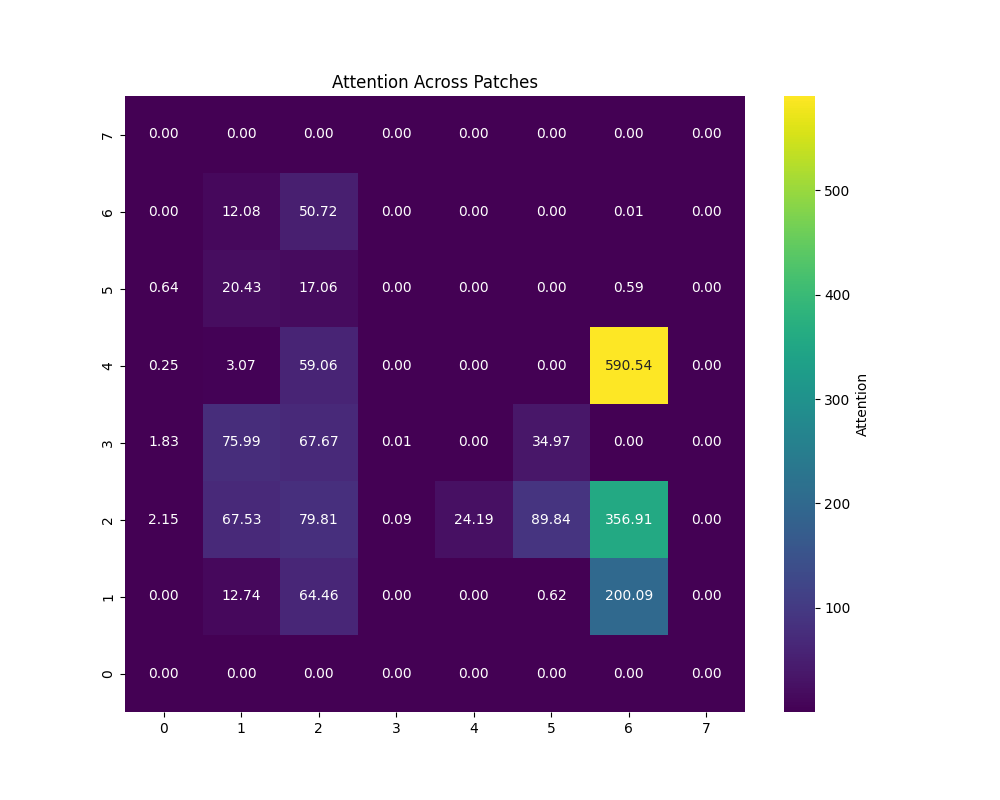 Attention Across Patches
7 0.00 0.00 0.00 0.00 0.00 0.00 0.00 0.00
6 0.00 12.08 50.72 0.00 0.00 0.00 0.01 0.00
5 0.64 20.43 17.06 0.00 0.00 0.00 0.59 0.00
4 0.25 3.07 59.06 0.00 0.00 0.00 590.54 0.00
3 1.83 75.99 67.67 0.01 0.00 34.97 0.00 0.00
2 2.15 67.53 79.81 0.09 24.19 89.84 356.91 0.00
1 0.00 12.74 64.46 0.00 0.00 0.62 200.09 0.00
0 0.00 0.00 0.00 0.00 0.00 0.00 0.00 0.00
0 1 2 3 4 5 6 7
500
400
300
200
100
Attention